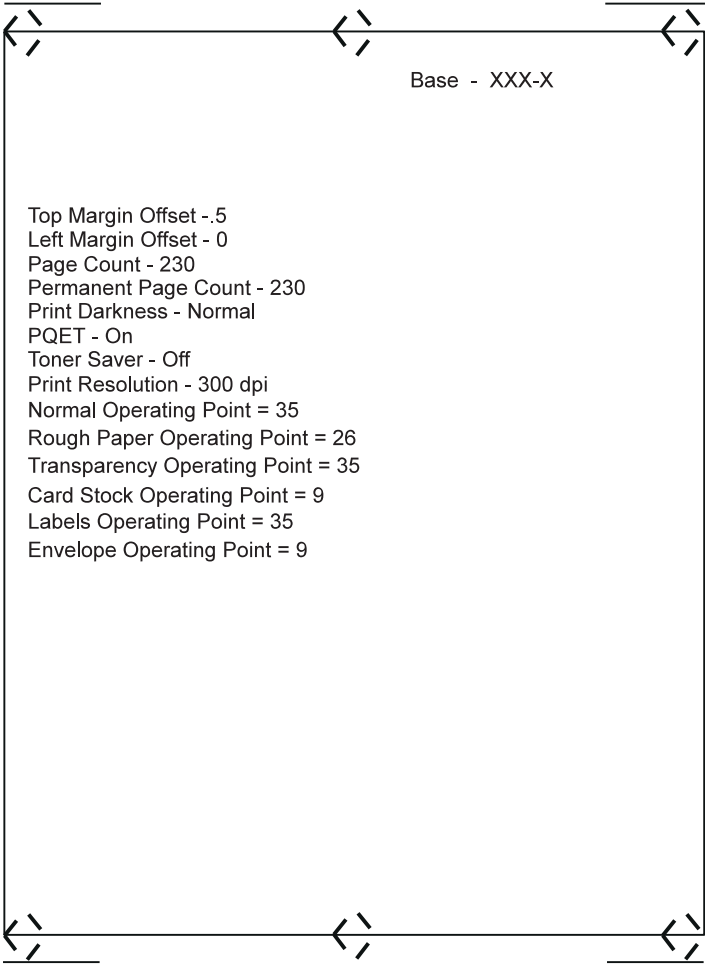 Base - XXX-X
Top Margin Offset -.5
Left Margin Offset - 0
Page Count - 230
Permanent Page Count - 230
Print Darkness - Normal
PQET - On
Toner Saver - Off
Print Resolution - 300 dpi
Normal Operating Point = 35
Rough Paper Operating Point = 26
Transparency Operating Point = 35
Card Stock Operating Point = 9
Labels Operating Point = 35
Envelope Operating Point = 9